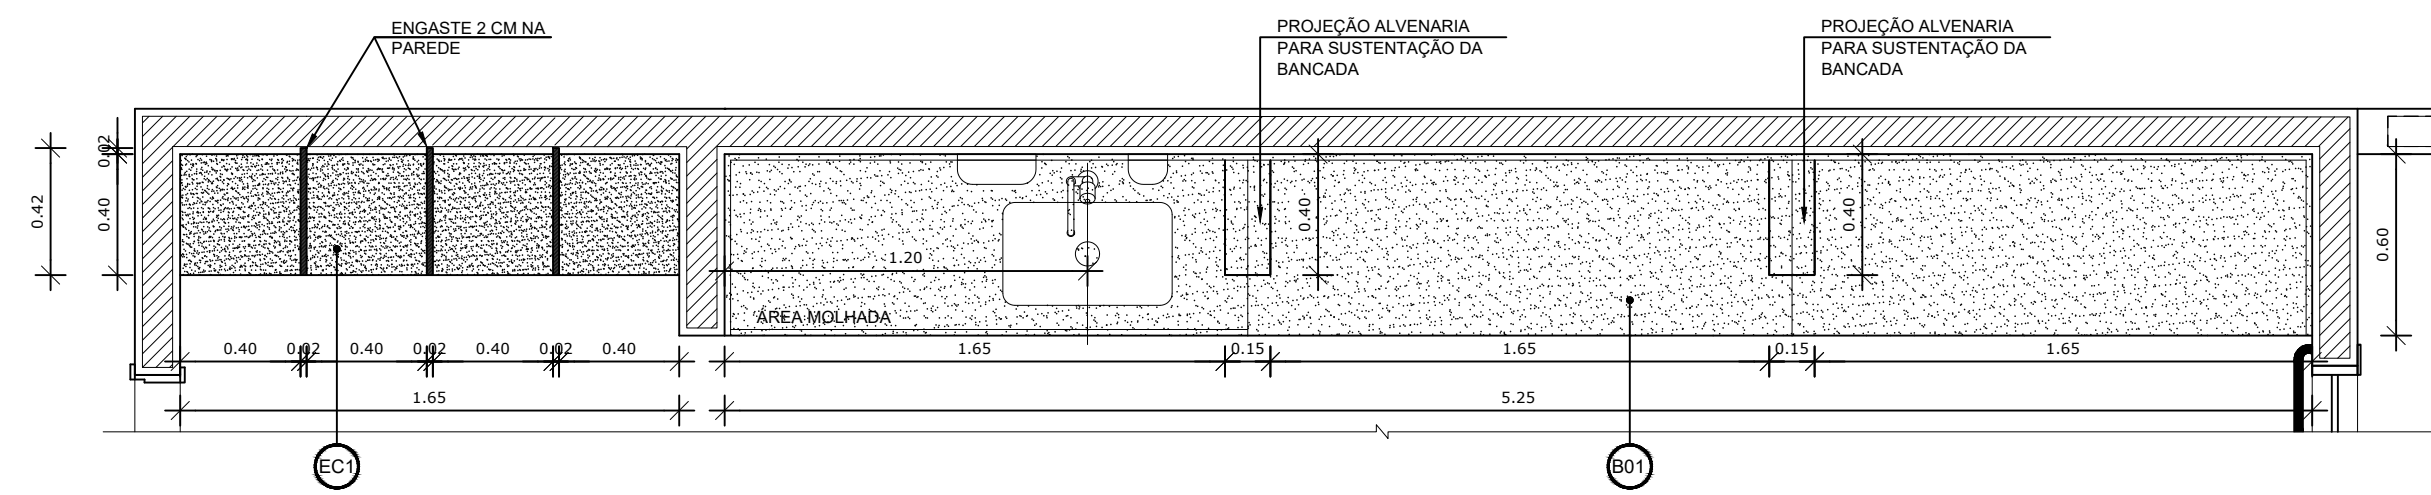 ENGASTE 2 CM NA
PAREDE
PROJEÇÃO ALVENARIA
PARA SUSTENTAÇÃO DA
BANCADA
PROJEÇÃO ALVENARIA
PARA SUSTENTAÇÃO DA
BANCADA
0.02
0.42
0.40
0.40
0.40
0.60
1.20
ÁREA MOLHADA
0.40
0.02
0.40
0.02
0.40
0.02
0.40
1.65
0.15
1.65
0.15
1.65
1.65
5.25
EC1
B01